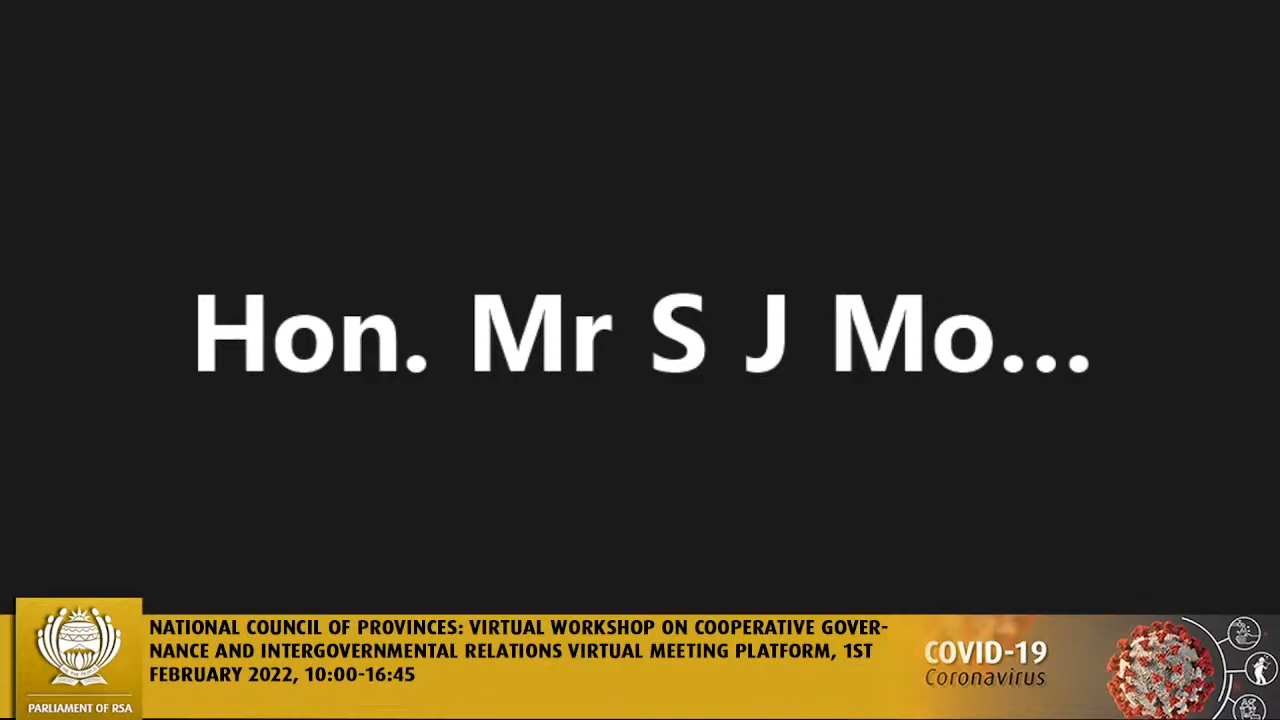 Hon. Mr S J Mo...
NATIONAL COUNCIL OF PROVINCES: VIRTUAL WORKSHOP ON COOPERATIVE GOVER-
NANCE AND INTERGOVERNMENTAL RELATIONS VIRTUAL MEETING PLATFORM, 1ST
FEBRUARY 2022, 10:00-16:45
PARLIAMENT OF RSA
COVID-19
Coronavirus